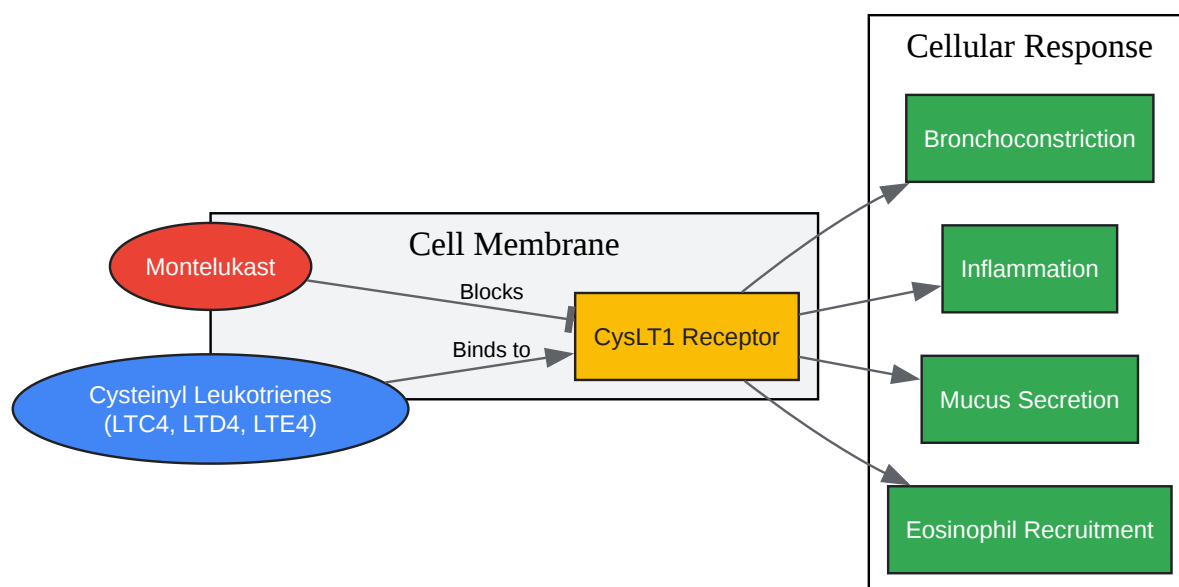 Cellular Response
Bronchoconstriction
Cell Membrane
Montelukast
Blocks
Inflammation
CysLT1 Receptor
Binds to
Cysteinyl Leukotrienes
(LTC4, LTD4, LTE4)
Mucus Secretion
Eosinophil Recruitment